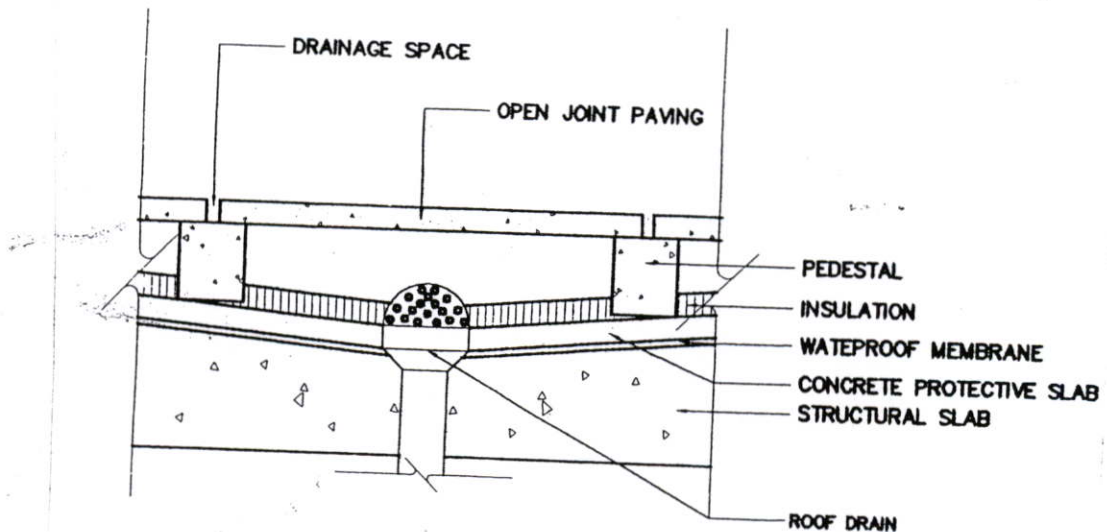 DRAINAGE SPACE
OPEN JOINT PAVING
PEDESTAL
INSULATION
WATEPROOF MEMBRANE
CONCRETE PROTECTIVE SLAB
STRUCTURAL SLAB
ROOF DRAIN